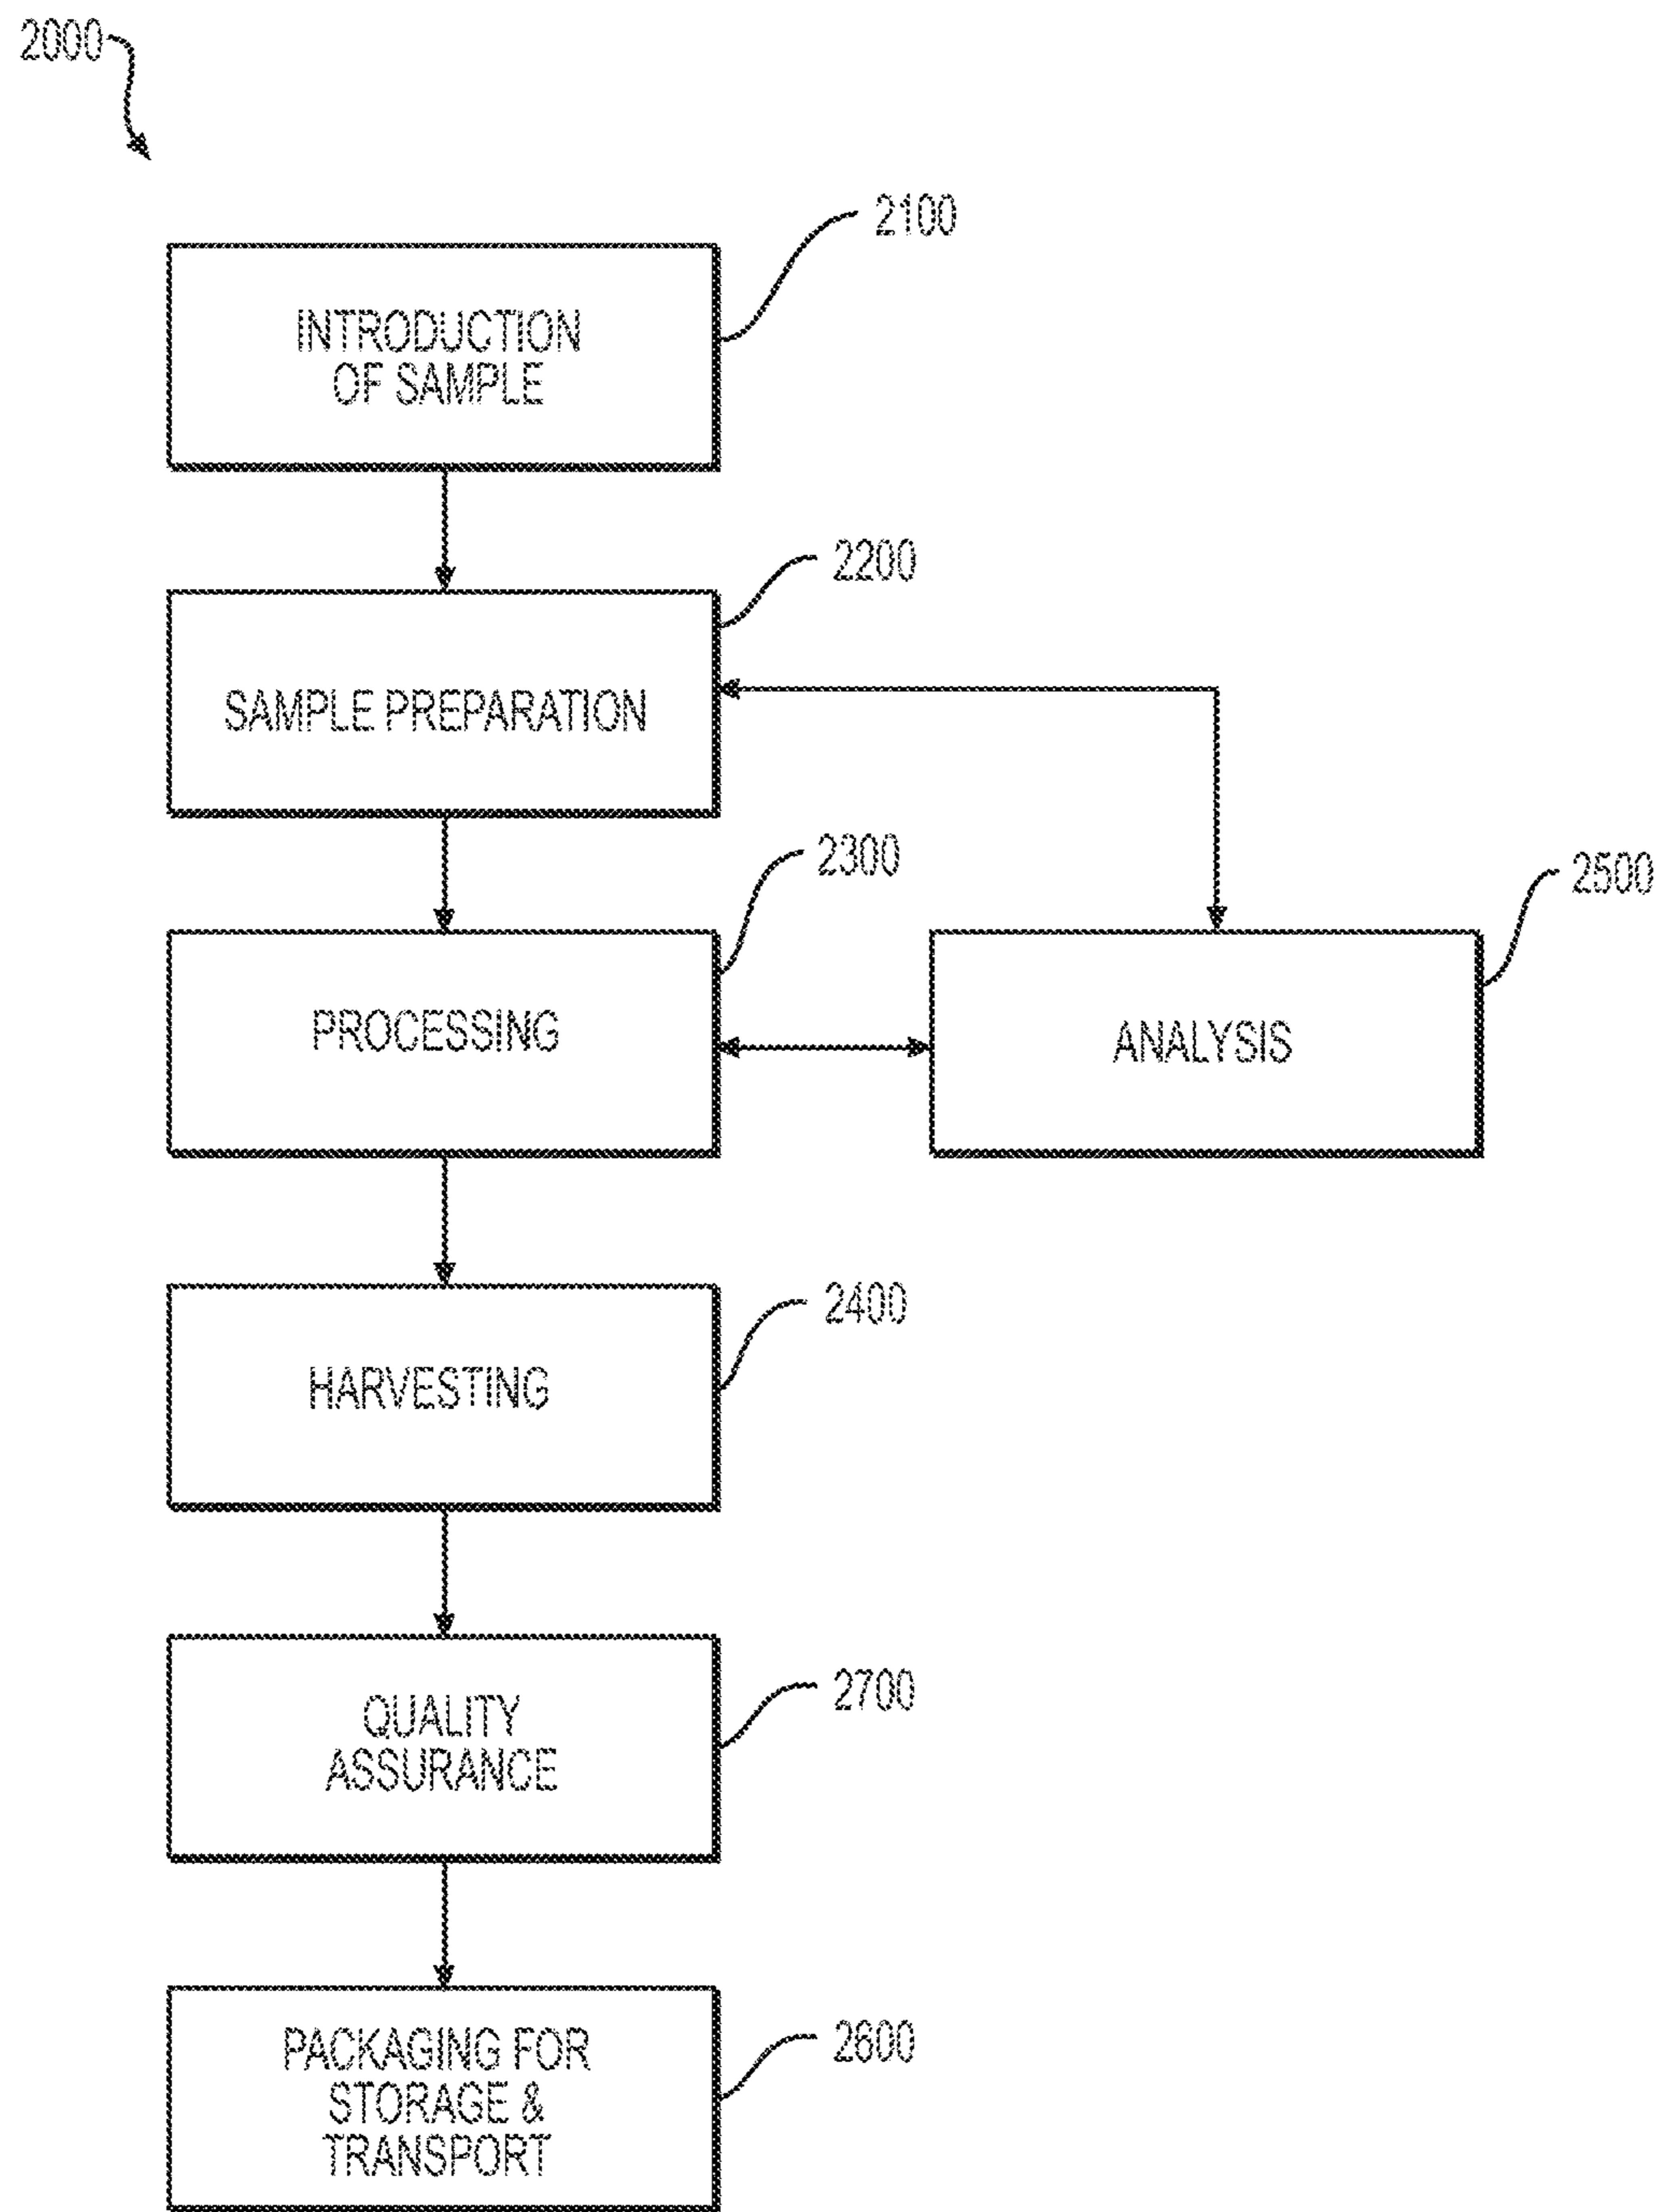 2000
2100
INTRODUCTION
OF SAMPLE
2200
SAMPLE PREPARATION
2300
PROCESSING
2500
ANALYSIS
2400
HARVESTING
2700
QUALITY
ASSURANCE
2600
PACKAGING FOR
STORAGE &
TRANSPORT